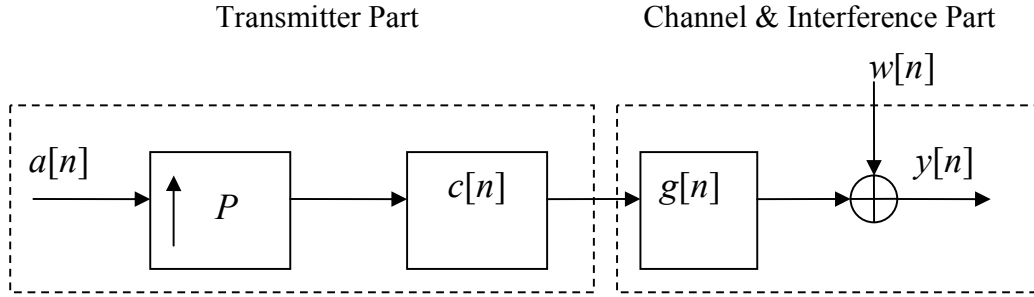 Transmitter Part
Channel & Interference Part
w[n]
a[n]
P
c[n]
g[n]
y[n]